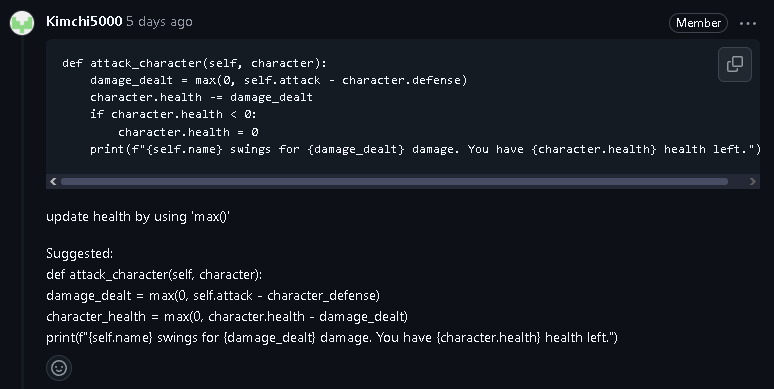 Kimchi5000 5 days ago
Member
def attack_character(self, character):
    damage_dealt = max(0, self.attack - character.defense)
    character.health -= damage_dealt
    if character.health < 0:
        character.health = 0
    print(f"{self.name} swings for {damage_dealt} damage. You have {character.health} health left.")
update health by using 'max()'
Suggested:
def attack_character(self, character):
damage_dealt = max(0, self.attack - character_defense)
character_health = max(0, character.health - damage_dealt)
print(f"{self.name} swings for {damage_dealt} damage. You have {character.health} health left.")